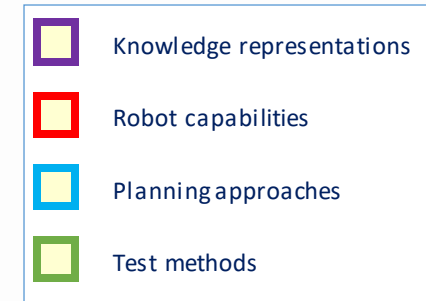 Knowledge representations
Robot capabilities
Planning approaches
Test methods